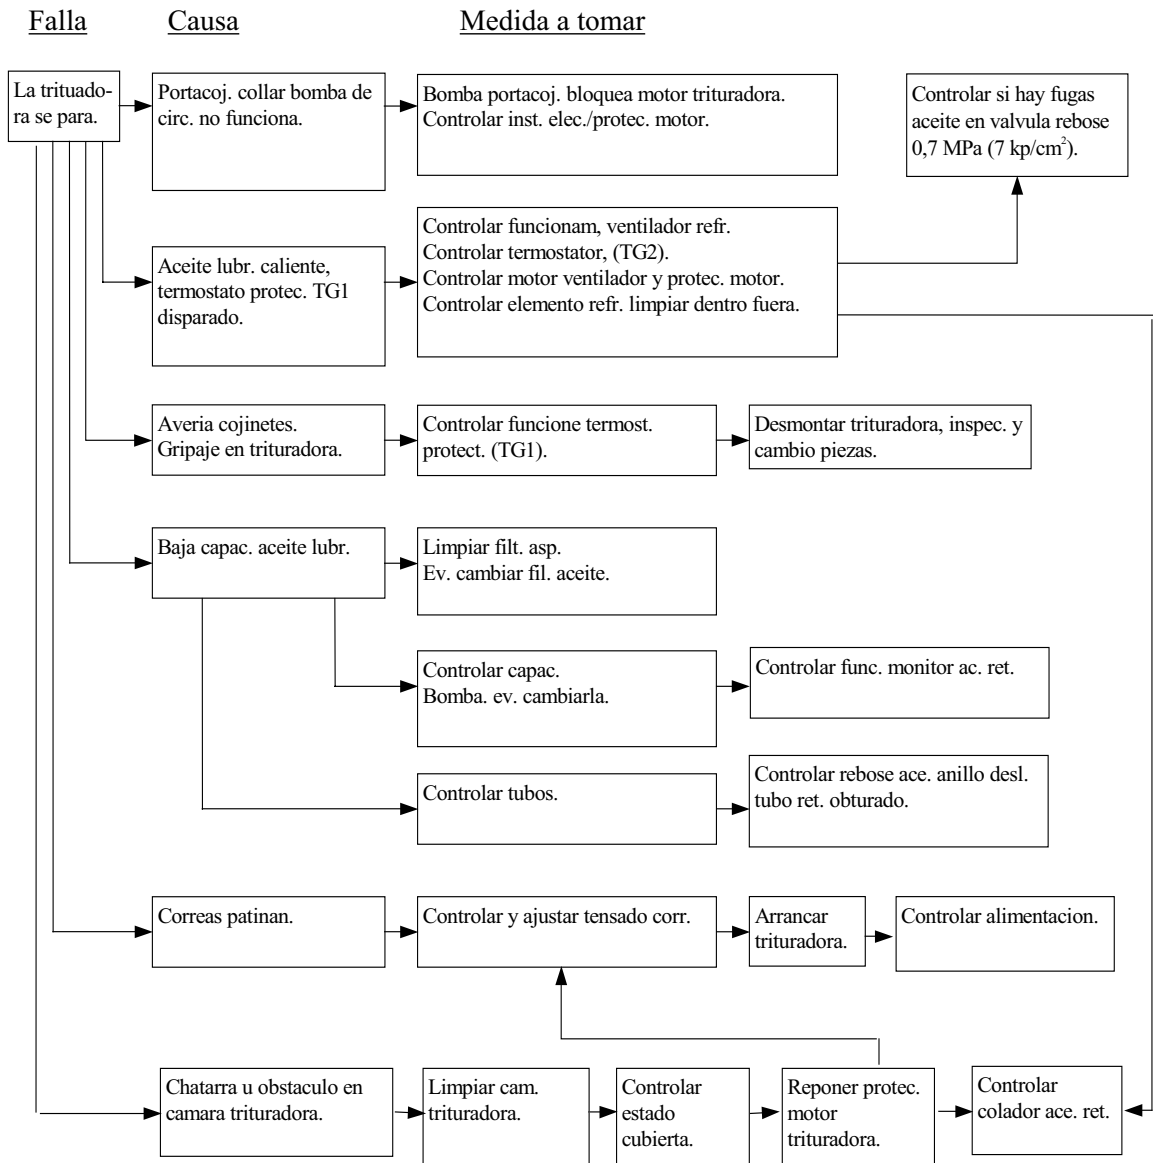 Falla
Causa
Medida a tomar
La trituado-
ra se para.
Portacoj. collar bomba de
circ. no funciona.
Bomba portacoj. bloquea motor trituradora.
Controlar inst. elec./protec. motor.
Controlar si hay fugas
aceite en valvula rebose
0,7 MPa (7 kp/cm²).
Aceite lubr. caliente,
termostato protec. TG1
disparado.
Controlar funcionam, ventilador refr.
Controlar termostator, (TG2).
Controlar motor ventilador y protec. motor.
Controlar elemento refr. limpiar dentro fuera.
Averia cojinetes.
Gripaje en trituradora.
Controlar funcione termost.
protect. (TG1).
Desmontar trituradora, inspec. y
cambio piezas.
Baja capac. aceite lubr.
Limpiar filt. asp.
Ev. cambiar fil. aceite.
Controlar capac.
Bomba. ev. cambiarla.
Controlar func. monitor ac. ret.
Controlar tubos.
Controlar rebose ace. anillo desl.
tubo ret. obturado.
Correas patinan.
Controlar y ajustar tensado corr.
Arrancar
trituradora.
Controlar alimentacion.
Chatarra u obstaculo en
camara trituradora.
Limpiar cam.
trituradora.
Controlar
estado
cubierta.
Reponer protec.
motor
trituradora.
Controlar
colador ace. ret.